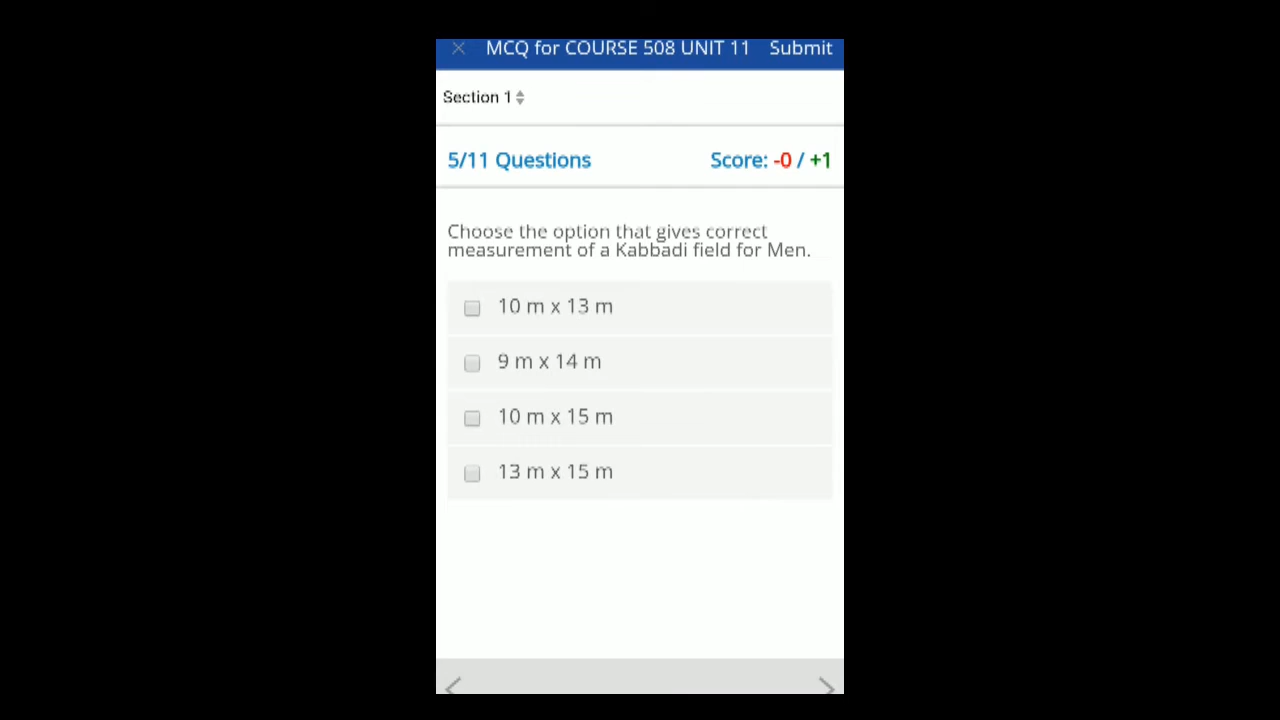 MCQ for COURSE 508 UNIT 11 Submit
Section 1
5/11 Questions Score: -0 / +1
Choose the option that gives correct
measurement of a Kabbadi field for Men.
10 m x 13 m
9 m x 14 m
10 m x 15 m
13 m x 15 m